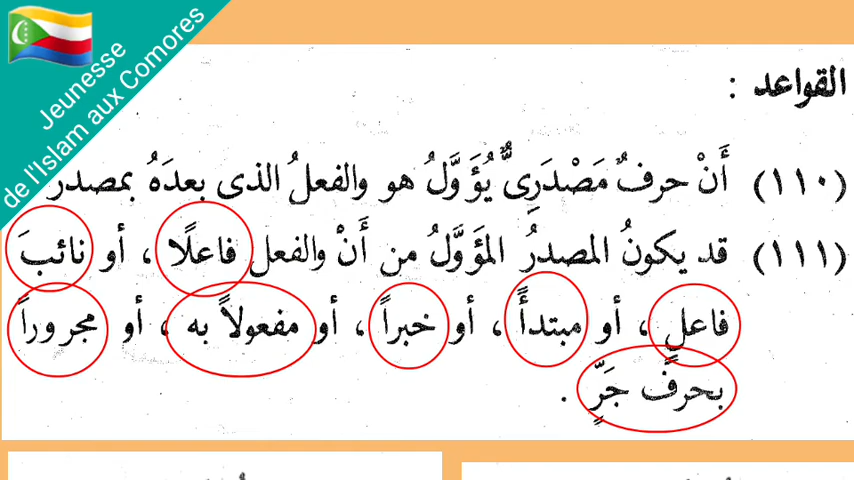 Jeunesse
de l'Islam aux Comores
القواعد :
(١١٠) أَنْ حرفٌ مَصْدَرِىٌّ يُؤَوَّلُ هو والفعلُ الذى بعدَهُ بمصدر
(١١١) قد يكونُ المصدرُ المؤَوَّلُ من أَنْ والفعل فاعلًا ، أو نائبَ
فاعلٍ ، أو مبتدأً ، أو خبراً ، أو مفعولاً به ، أو مجروراً
بحرف جَرٍّ .